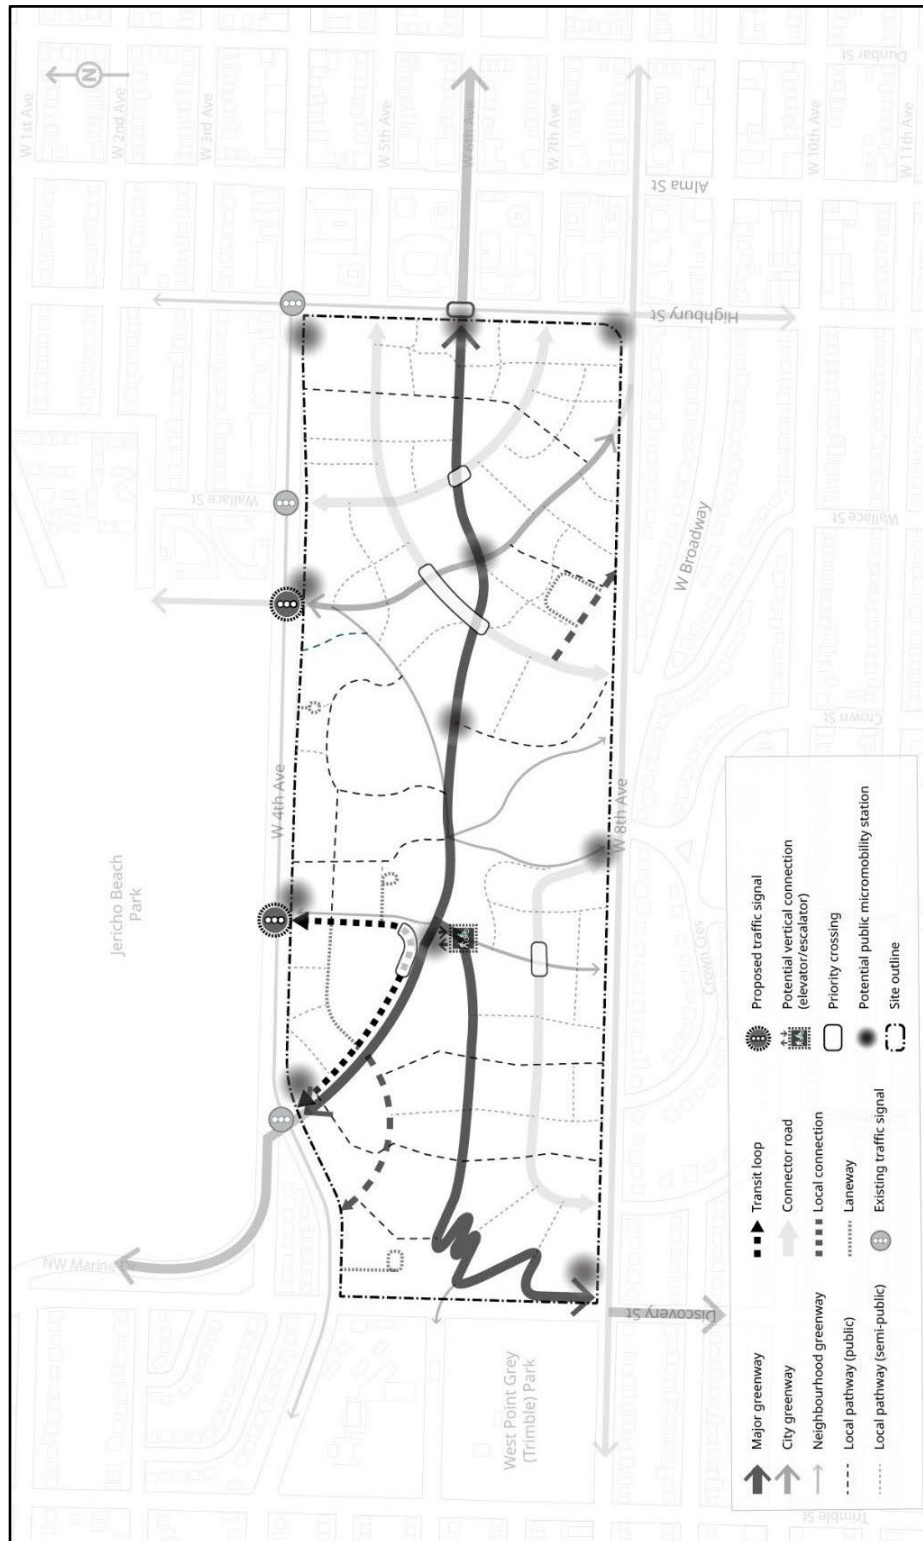 N
W 1st Ave
W 2nd Ave
W 3rd Ave
W 5th Ave
W 6th Ave
W 7th Ave
W 10th Ave
W 11th Ave
Dunbar St
Alma St
Highbury St
Wallace St
Wallace St
W Broadway
Crown St
W 4th Ave
W 8th Ave
Crown Cres
Jericho Beach
Park
NW Marine Dr
Discovery St
West Point Grey
(Trimble) Park
Trimble St
Major greenway
City greenway
Neighbourhood greenway
Local pathway (public)
Local pathway (semi-public)
Transit loop
Connector road
Local connection
Laneway
Existing traffic signal
Proposed traffic signal
Potential vertical connection
(elevator/escalator)
Priority crossing
Potential public micromobility station
Site outline